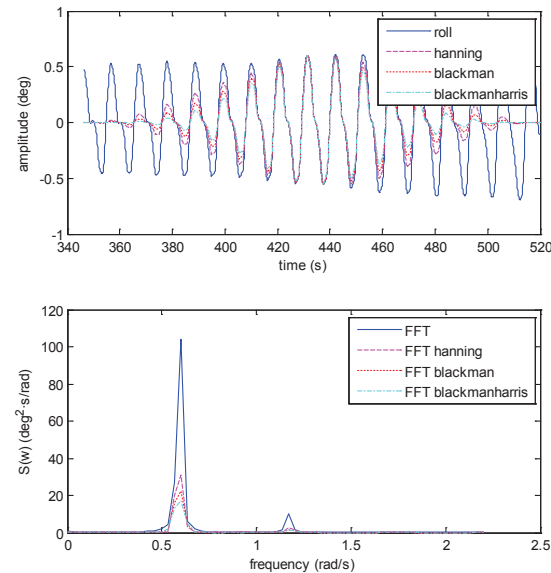 1
0.5
0
-0.5
-1
340 360 380 400 420 440 460 480 500 520
amplitude (deg)
time (s)
roll
hanning
blackman
blackmanharris
120
100
80
60
40
20
0
0 0.5 1 1.5 2 2.5
S(w) (deg²·s/rad)
frequency (rad/s)
FFT
FFT hanning
FFT blackman
FFT blackmanharris